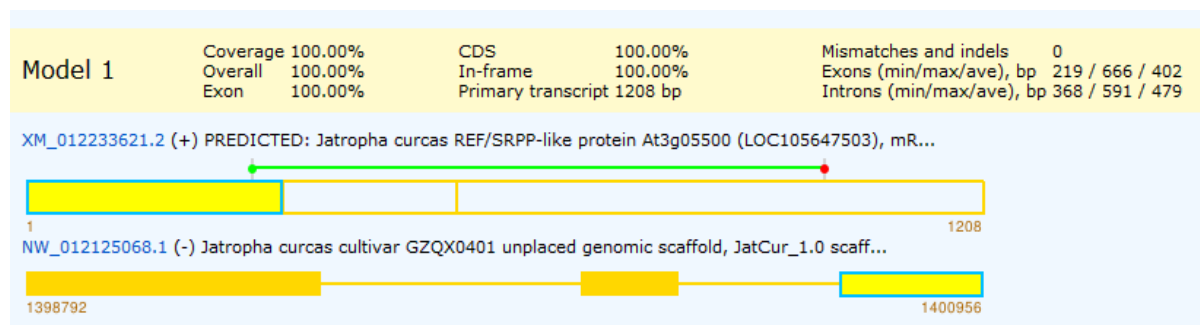 Model 1
Coverage 100.00% CDS 100.00% Mismatches and indels 0
Overall 100.00% In-frame 100.00% Exons (min/max/ave), bp 219 / 666 / 402
Exon 100.00% Primary transcript 1208 bp Introns (min/max/ave), bp 368 / 591 / 479
XM_012233621.2 (+) PREDICTED: Jatropha curcas REF/SRPP-like protein At3g05500 (LOC105647503), mR...
1 1208
NW_012125068.1 (-) Jatropha curcas cultivar GZQX0401 unplaced genomic scaffold, JatCur_1.0 scaff...
1398792 1400956